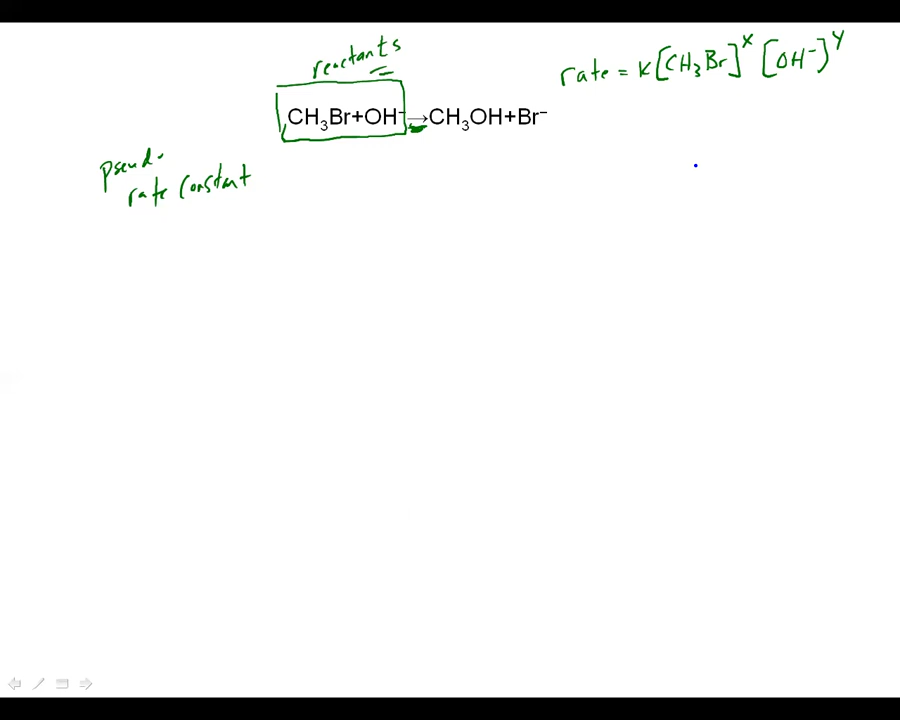 reactants
rate = K[CH₃Br]ˣ [OH⁻]ʸ
CH₃Br+OH⁻→CH₃OH+Br⁻
pseudo
rate constant